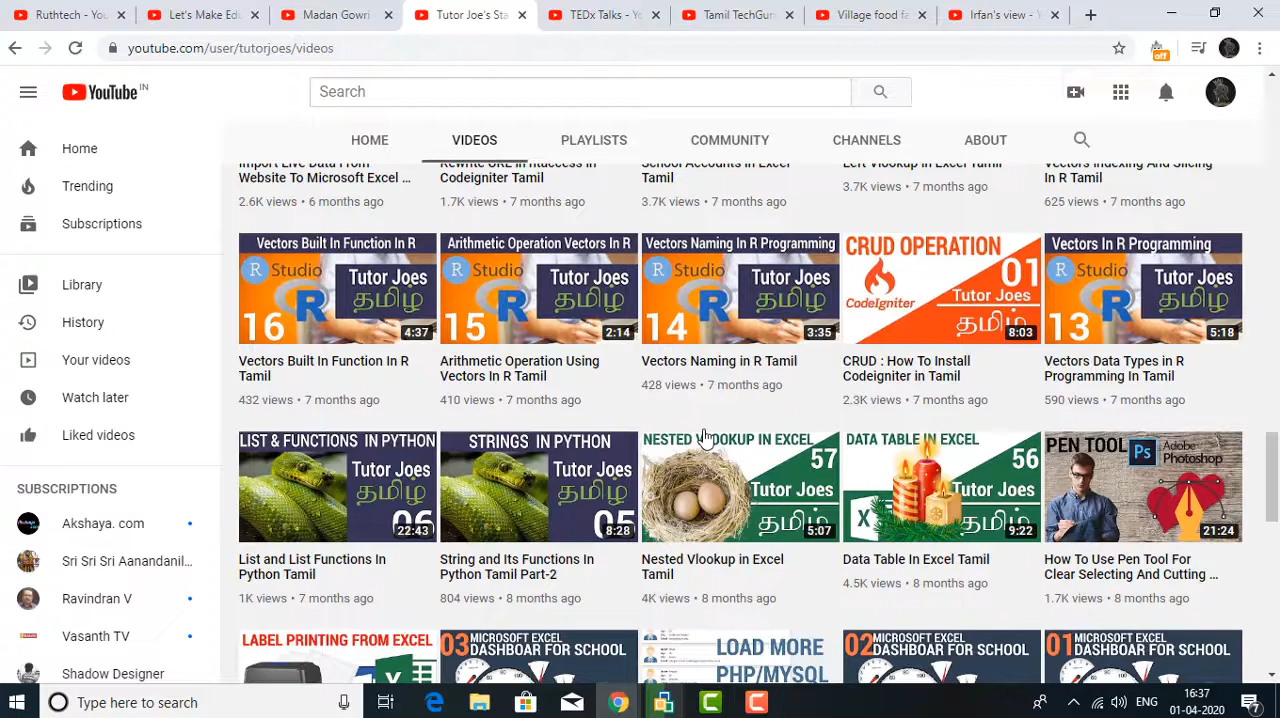 Ruthtech - You
Let's Make Edu
Madan Gowri
Tutor Joe's Sta
TEDx Talks - Yo
Tamil TechGuru
Village food fa
Irfan's view - Y
youtube.com/user/tutorjoes/videos
off
YouTube IN
Search
Home
Trending
Subscriptions
Library
History
Your videos
Watch later
Liked videos
SUBSCRIPTIONS
Akshaya. com
Sri Sri Sri Aanandanil...
Ravindran V
Vasanth TV
Shadow Designer
HOME VIDEOS PLAYLISTS COMMUNITY CHANNELS ABOUT
Import Live Data From
Website To Microsoft Excel ...
2.6K views • 6 months ago
Rewrite URL in htaccess in
Codeigniter Tamil
1.7K views • 7 months ago
School Accounts in Excel
Tamil
3.7K views • 7 months ago
Left Vlookup in Excel Tamil
3.7K views • 7 months ago
Vectors Indexing And Slicing
In R Tamil
625 views • 7 months ago
Vectors Built In Function In R
R Studio
R
Tutor Joes
தமிழ்
16
4:37
Vectors Built In Function In R
Tamil
432 views • 7 months ago
Arithmetic Operation Vectors In R
R Studio
R
Tutor Joes
தமிழ்
15
2:14
Arithmetic Operation Using
Vectors In R Tamil
410 views • 7 months ago
Vectors Naming In R Programming
R Studio
R
Tutor Joes
தமிழ்
14
3:35
Vectors Naming in R Tamil
428 views • 7 months ago
CRUD OPERATION
01
CodeIgniter
Tutor Joes
தமிழ்
8:03
CRUD : How To Install
Codeigniter in Tamil
2.3K views • 7 months ago
Vectors In R Programming
R Studio
R
Tutor Joes
தமிழ்
13
5:18
Vectors Data Types in R
Programming In Tamil
590 views • 7 months ago
LIST & FUNCTIONS IN PYTHON
Tutor Joes
தமிழ்
06
22:43
List and List Functions In
Python Tamil
1K views • 7 months ago
STRINGS IN PYTHON
Tutor Joes
தமிழ்
05
8:28
String and Its Functions In
Python Tamil Part-2
804 views • 8 months ago
NESTED VLOOKUP IN EXCEL
57
Tutor Joes
தமிழ்
5:07
Nested Vlookup in Excel
Tamil
4K views • 8 months ago
DATA TABLE IN EXCEL
56
X
Tutor Joes
தமிழ்
9:22
Data Table In Excel Tamil
4.5K views • 8 months ago
PEN TOOL
Ps
Adobe
Photoshop
21:24
How To Use Pen Tool For
Clear Selecting And Cutting ...
1.7K views • 8 months ago
LABEL PRINTING FROM EXCEL
03
MICROSOFT EXCEL
DASHBOAR FOR SCHOOL
LOAD MORE
PHP/MYSQL
02
MICROSOFT EXCEL
DASHBOAR FOR SCHOOL
01
MICROSOFT EXCEL
DASHBOAR FOR SCHOOL
Type here to search
ENG
16:37
01-04-2020
7